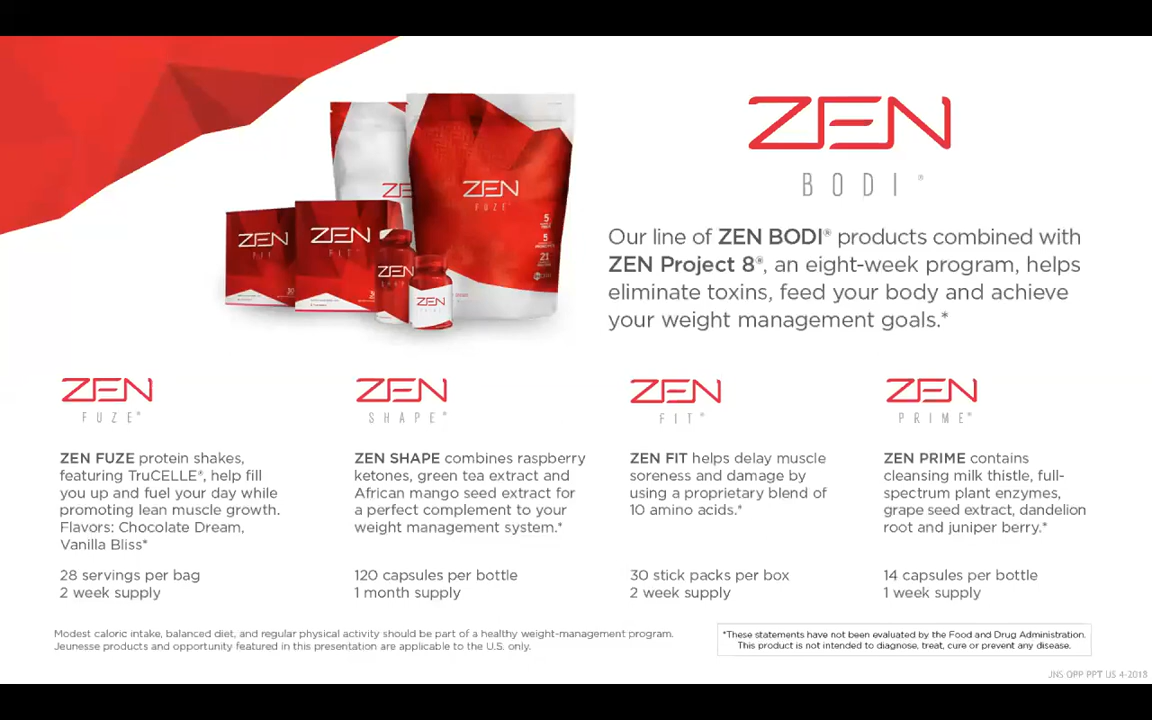 ZEN
BODI®
Our line of ZEN BODI® products combined with
ZEN Project 8®, an eight-week program, helps
eliminate toxins, feed your body and achieve
your weight management goals.*
ZEN
FUZE
5
5
21
ZEN
FIT
ZEN
FIT
ZEN
ZEN
ZEN
FUZE®
ZEN FUZE protein shakes,
featuring TruCELLE®, help fill
you up and fuel your day while
promoting lean muscle growth.
Flavors: Chocolate Dream,
Vanilla Bliss*
28 servings per bag
2 week supply
ZEN
SHAPE®
ZEN SHAPE combines raspberry
ketones, green tea extract and
African mango seed extract for
a perfect complement to your
weight management system.*
120 capsules per bottle
1 month supply
ZEN
FIT®
ZEN FIT helps delay muscle
soreness and damage by
using a proprietary blend of
10 amino acids.*
30 stick packs per box
2 week supply
ZEN
PRIME®
ZEN PRIME contains
cleansing milk thistle, full-
spectrum plant enzymes,
grape seed extract, dandelion
root and juniper berry.*
14 capsules per bottle
1 week supply
Modest caloric intake, balanced diet, and regular physical activity should be part of a healthy weight-management program.
Jeunesse products and opportunity featured in this presentation are applicable to the U.S. only.
*These statements have not been evaluated by the Food and Drug Administration.
This product is not intended to diagnose, treat, cure or prevent any disease.
JNS OPP PPT US 4-2018